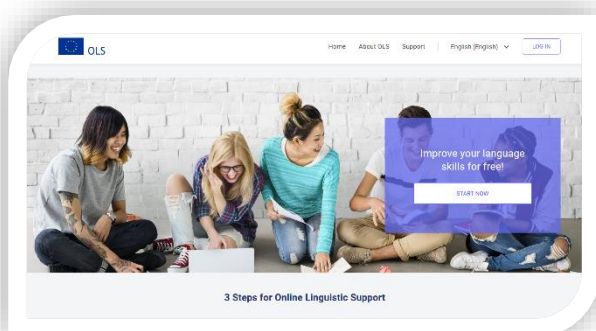 OLS
Home About OLS Support English (English) LOG IN
Improve your language
skills for free!
START NOW
3 Steps for Online Linguistic Support